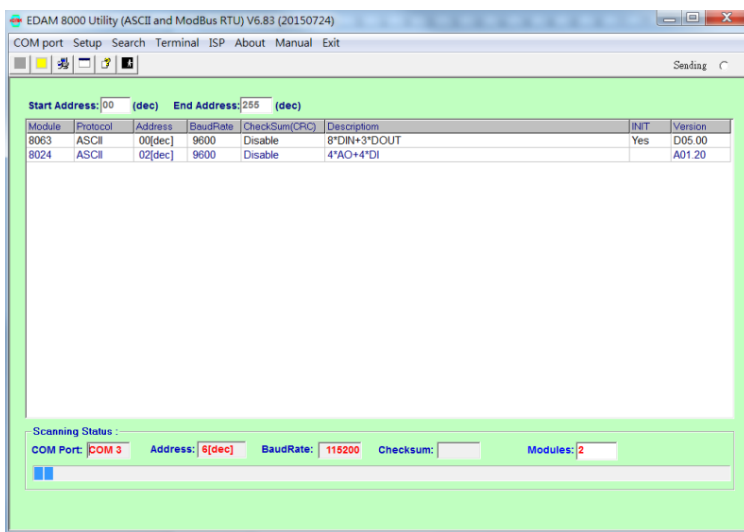 EDAM 8000 Utility (ASCII and ModBus RTU) V6.83 (20150724)
COM port Setup Search Terminal ISP About Manual Exit
Sending
Start Address: 00 (dec) End Address: 255 (dec)
Module Protocol Address BaudRate CheckSum(CRC) Descriptiom INIT Version
8063 ASCII 00[dec] 9600 Disable 8*DIN+3*DOUT Yes D05.00
8024 ASCII 02[dec] 9600 Disable 4*AO+4*DI A01.20
Scanning Status :
COM Port: COM 3 Address: 6[dec] BaudRate: 115200 Checksum: Modules: 2